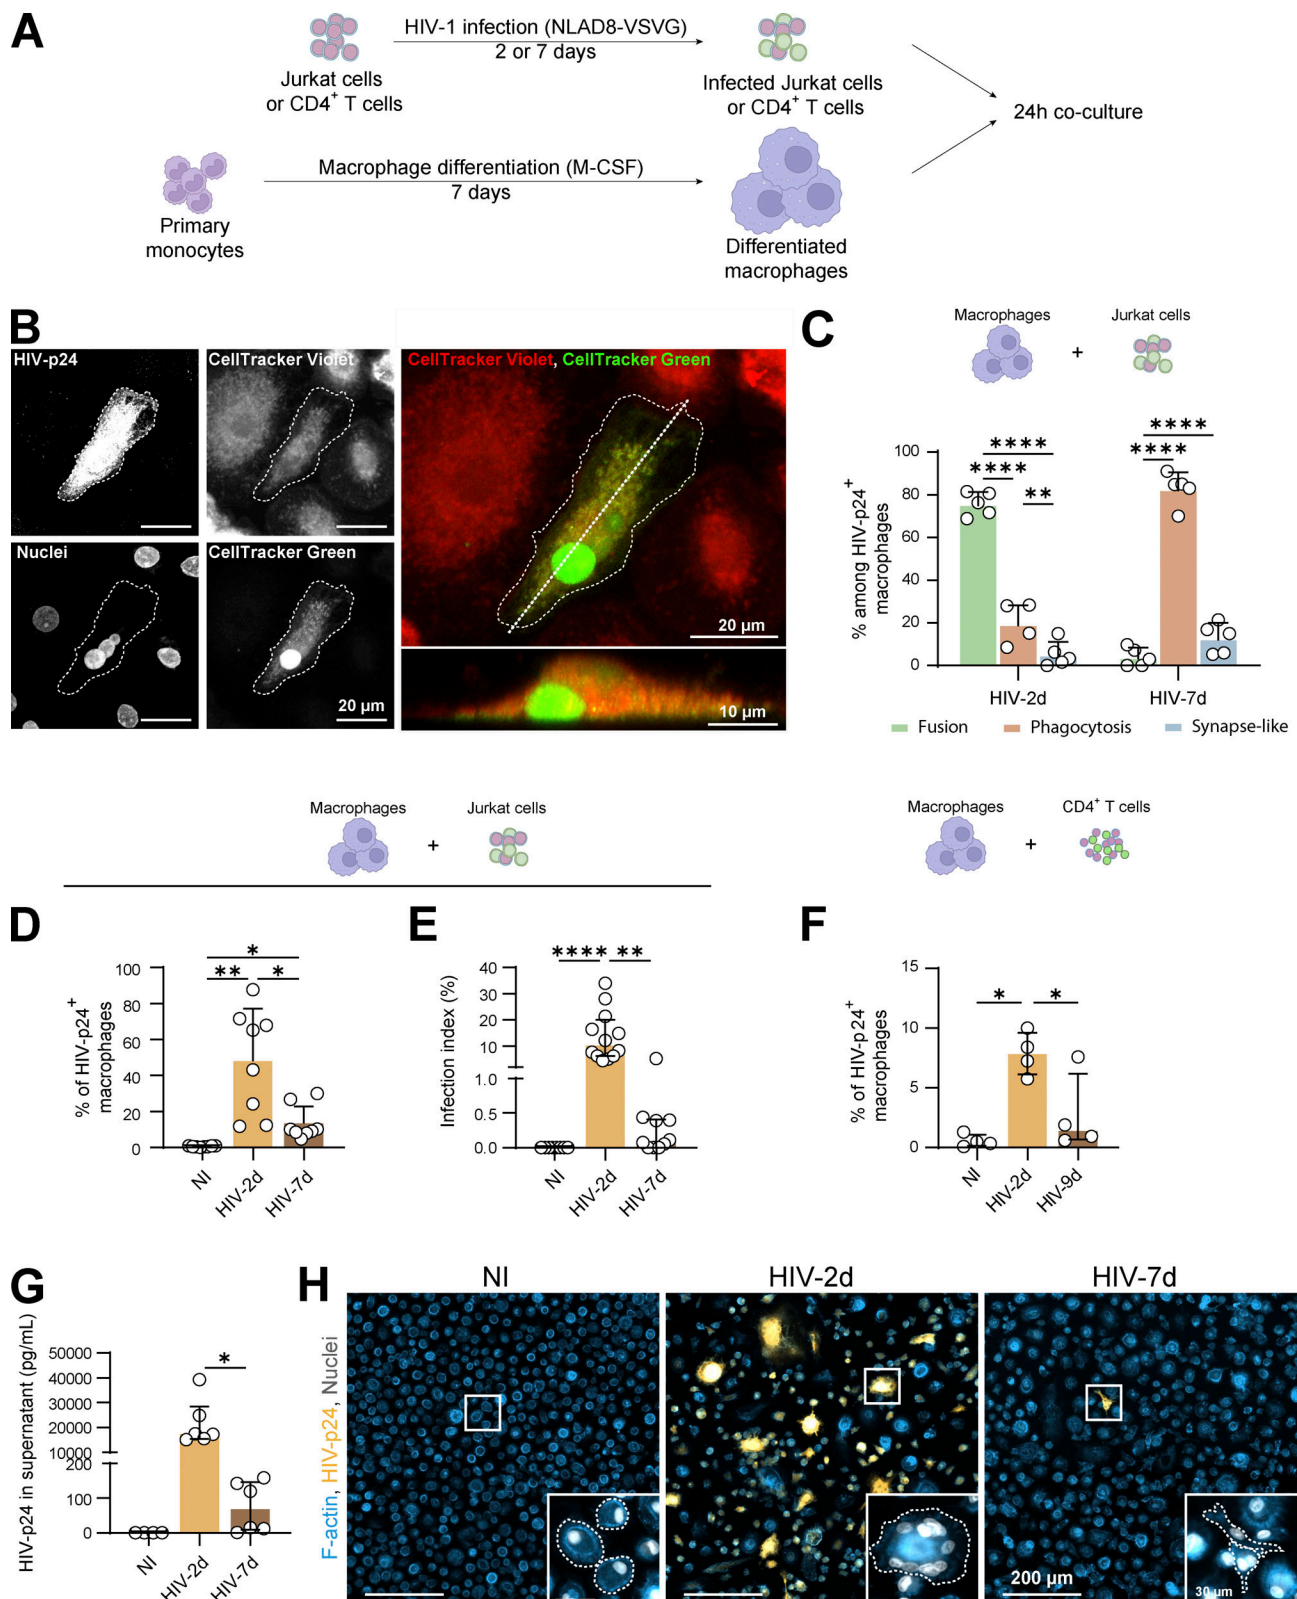 A
Jurkat cells
or CD4+ T cells
HIV-1 infection (NLAD8-VSVG)
2 or 7 days
Infected Jurkat cells
or CD4+ T cells
24h co-culture
Primary
monocytes
Macrophage differentiation (M-CSF)
7 days
Differentiated
macrophages
B
HIV-p24
CellTracker Violet
Nuclei
CellTracker Green
20 μm
CellTracker Violet, CellTracker Green
20 μm
10 μm
C
Macrophages
+
Jurkat cells
% among HIV-p24+
macrophages
100
80
60
40
20
0
****
****
**
****
****
HIV-2d
HIV-7d
Fusion
Phagocytosis
Synapse-like
Macrophages
+
Jurkat cells
Macrophages
+
CD4+ T cells
D
% of HIV-p24+
macrophages
100
80
60
40
20
0
*
**
*
NI
HIV-2d
HIV-7d
E
Infection index (%)
40
30
20
10
1.0
0.5
0.0
****
**
NI
HIV-2d
HIV-7d
F
% of HIV-p24+
macrophages
15
10
5
0
*
*
NI
HIV-2d
HIV-9d
G
HIV-p24 in supernatant (pg/mL)
50000
40000
30000
20000
10000
200
100
0
*
NI
HIV-2d
HIV-7d
H
F-actin, HIV-p24, Nuclei
NI
HIV-2d
HIV-7d
200 μm
30 μm